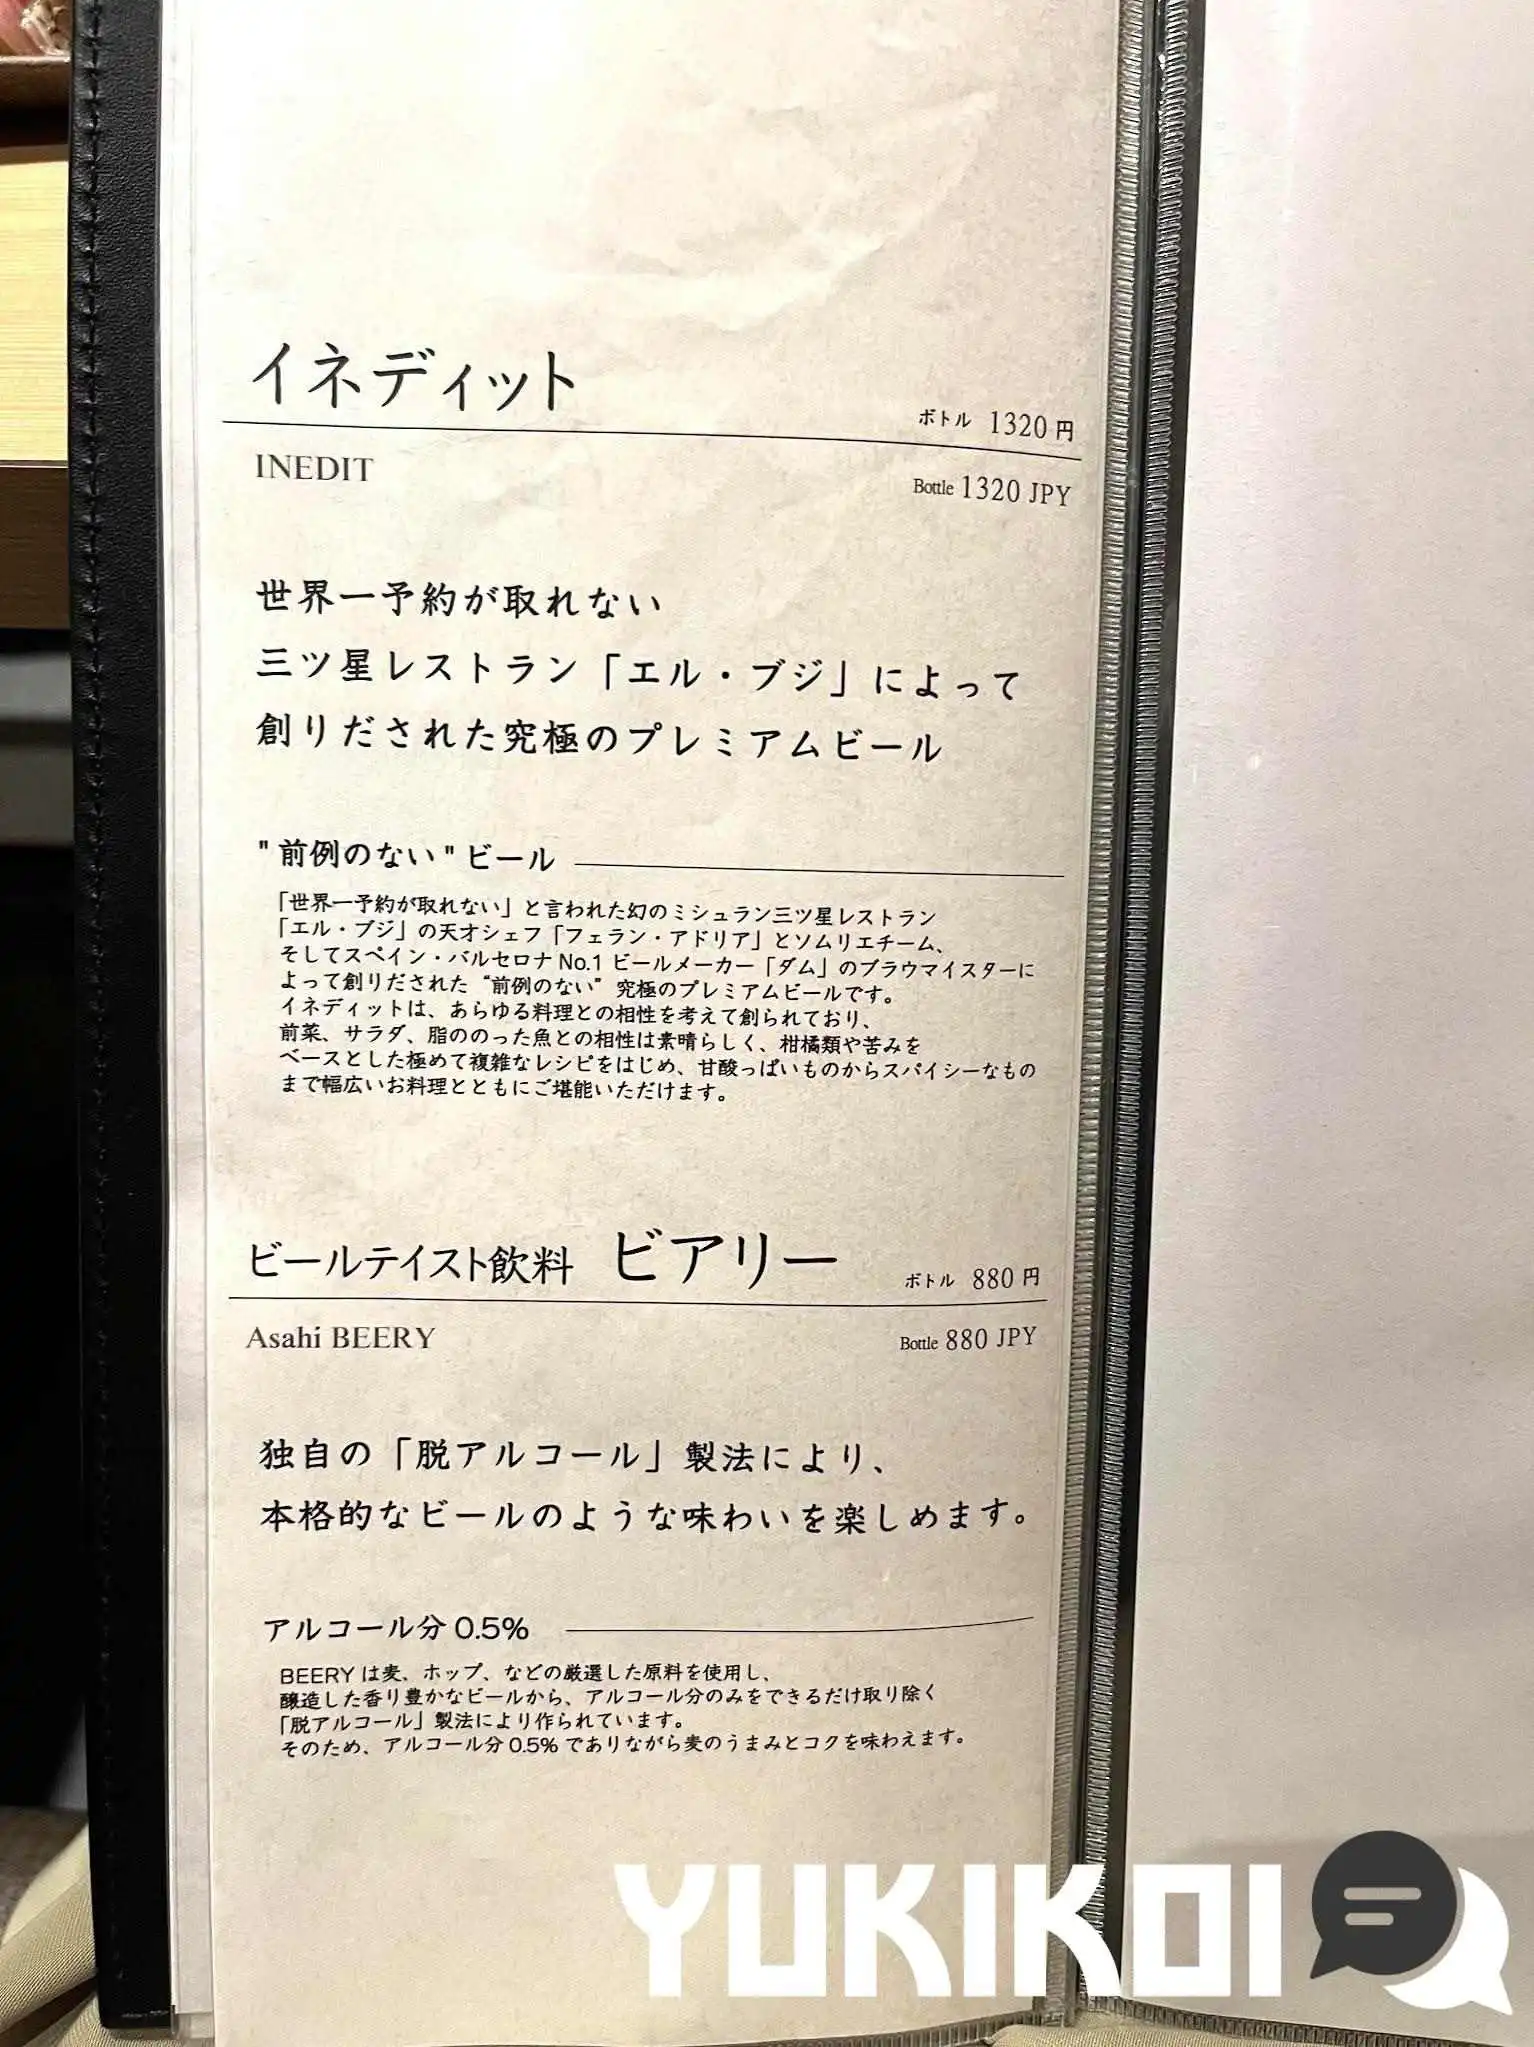 イネディット
ボトル 1320 円
INEDIT
Bottle 1320 JPY
世界一予約が取れない
三ツ星レストラン「エル・ブジ」によって
創りだされた究極のプレミアムビール
"前例のない"ビール
「世界一予約が取れない」と言われた幻のミシュラン三ツ星レストラン
「エル・ブジ」の天才シェフ「フェラン・アドリア」とソムリエチーム、
そしてスペイン・バルセロナ No.1 ビールメーカー「ダム」のブラウマイスターに
よって創りだされた“前例のない”究極のプレミアムビールです。
イネディットは、あらゆる料理との相性を考えて創られており、
前菜、サラダ、脂ののった魚との相性は素晴らしく、柑橘類や苦みを
ベースとした極めて複雑なレシピをはじめ、甘酸っぱいものからスパイシーなもの
まで幅広いお料理とともにご堪能いただけます。
ビールテイスト飲料 ビアリー
ボトル 880 円
Asahi BEERY
Bottle 880 JPY
独自の「脱アルコール」製法により、
本格的なビールのような味わいを楽しめます。
アルコール分 0.5%
BEERY は麦、ホップ、などの厳選した原料を使用し、
醸造した香り豊かなビールから、アルコール分のみをできるだけ取り除く
「脱アルコール」製法により作られています。
そのため、アルコール分 0.5% でありながら麦のうまみとコクを味わえます。
YUKIKOI